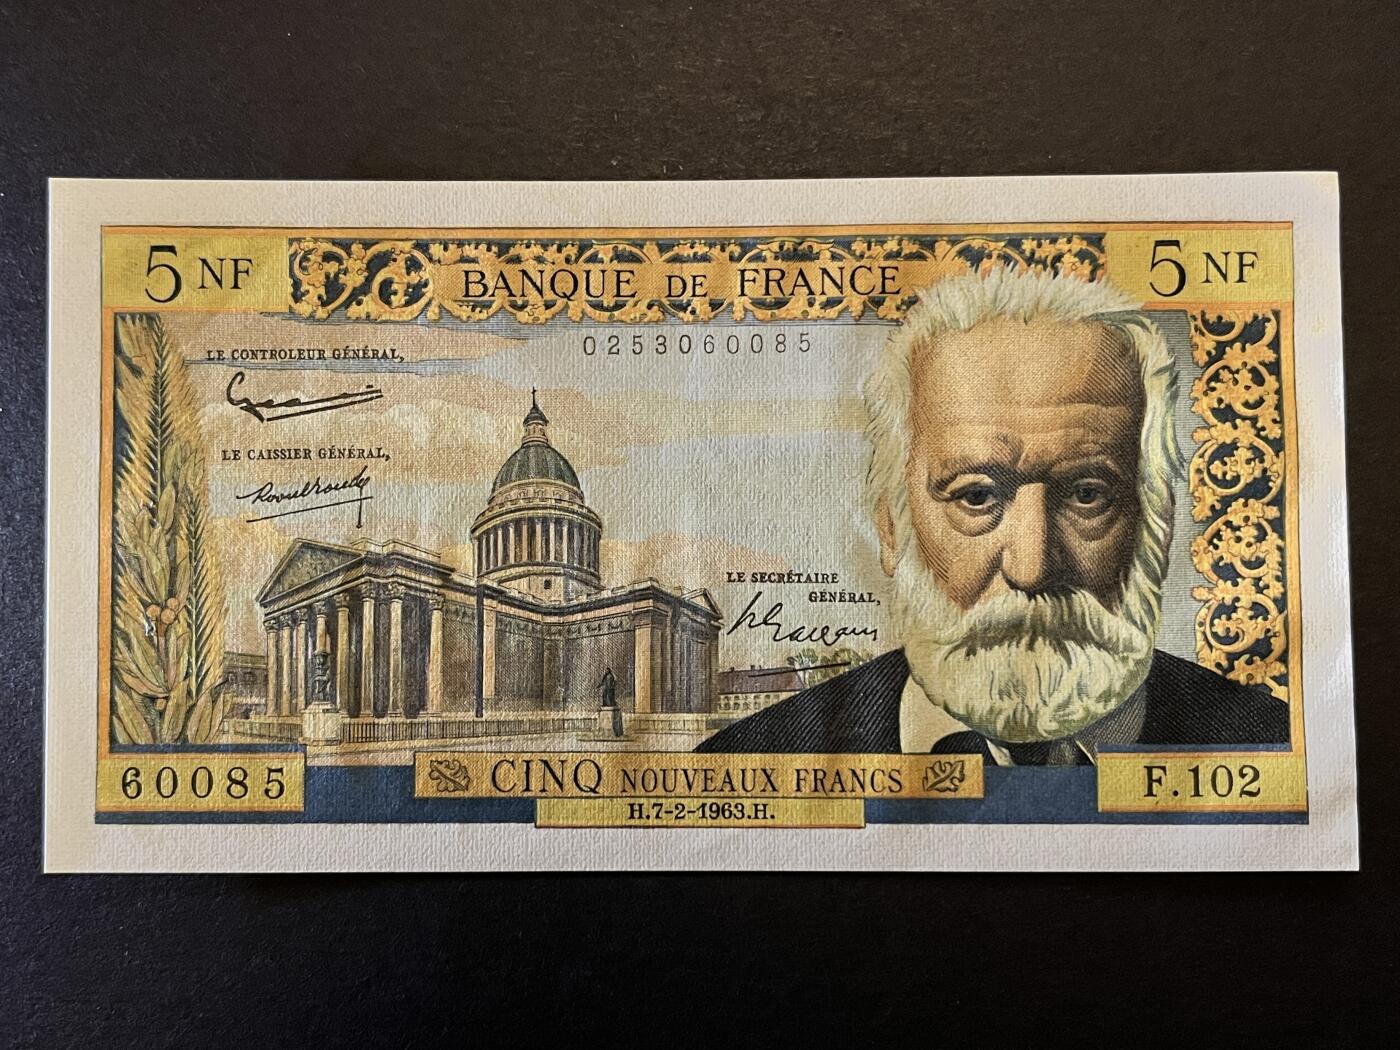 5 NF
BANQUE DE FRANCE
5 NF
0253060085
LE CONTROLEUR GÉNÉRAL,
LE CAISSIER GÉNÉRAL,
LE SECRÉTAIRE
GÉNÉRAL,
60085
CINQ NOUVEAUX FRANCS
F.102
H.7-2-1963.H.